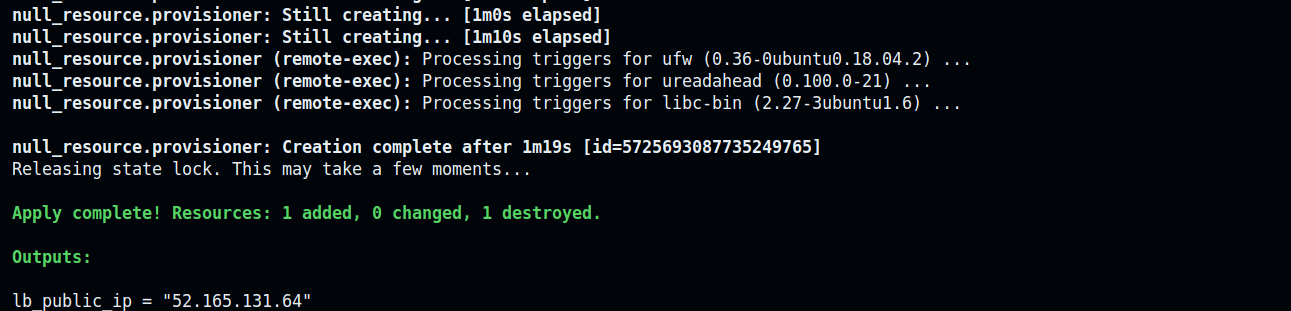 null_resource.provisioner: Still creating... [1m0s elapsed]
null_resource.provisioner: Still creating... [1m10s elapsed]
null_resource.provisioner (remote-exec): Processing triggers for ufw (0.36-0ubuntu0.18.04.2) ...
null_resource.provisioner (remote-exec): Processing triggers for ureadahead (0.100.0-21) ...
null_resource.provisioner (remote-exec): Processing triggers for libc-bin (2.27-3ubuntu1.6) ...
null_resource.provisioner: Creation complete after 1m19s [id=5725693087735249765]
Releasing state lock. This may take a few moments...
Apply complete! Resources: 1 added, 0 changed, 1 destroyed.
Outputs:
lb_public_ip = "52.165.131.64"